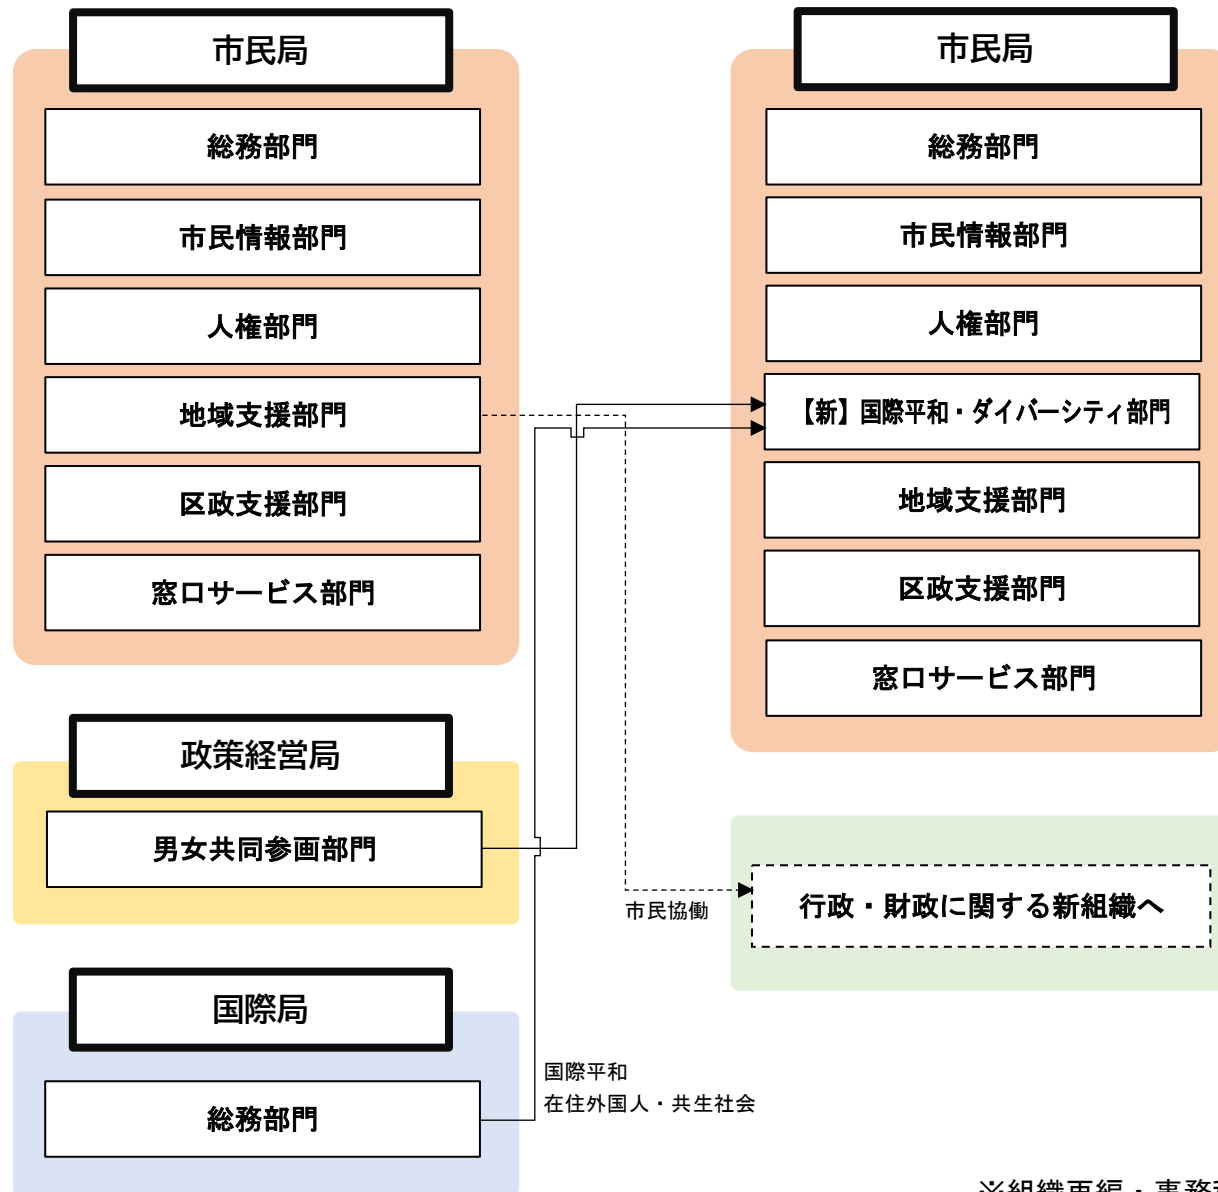 市民局
総務部門
市民情報部門
人権部門
地域支援部門
区政支援部門
窓口サービス部門
政策経営局
男女共同参画部門
国際局
総務部門
国際平和
在住外国人・共生社会
市民協働
市民局
総務部門
市民情報部門
人権部門
【新】国際平和・ダイバーシティ部門
地域支援部門
区政支援部門
窓口サービス部門
行政・財政に関する新組織へ
※組織再編・事務